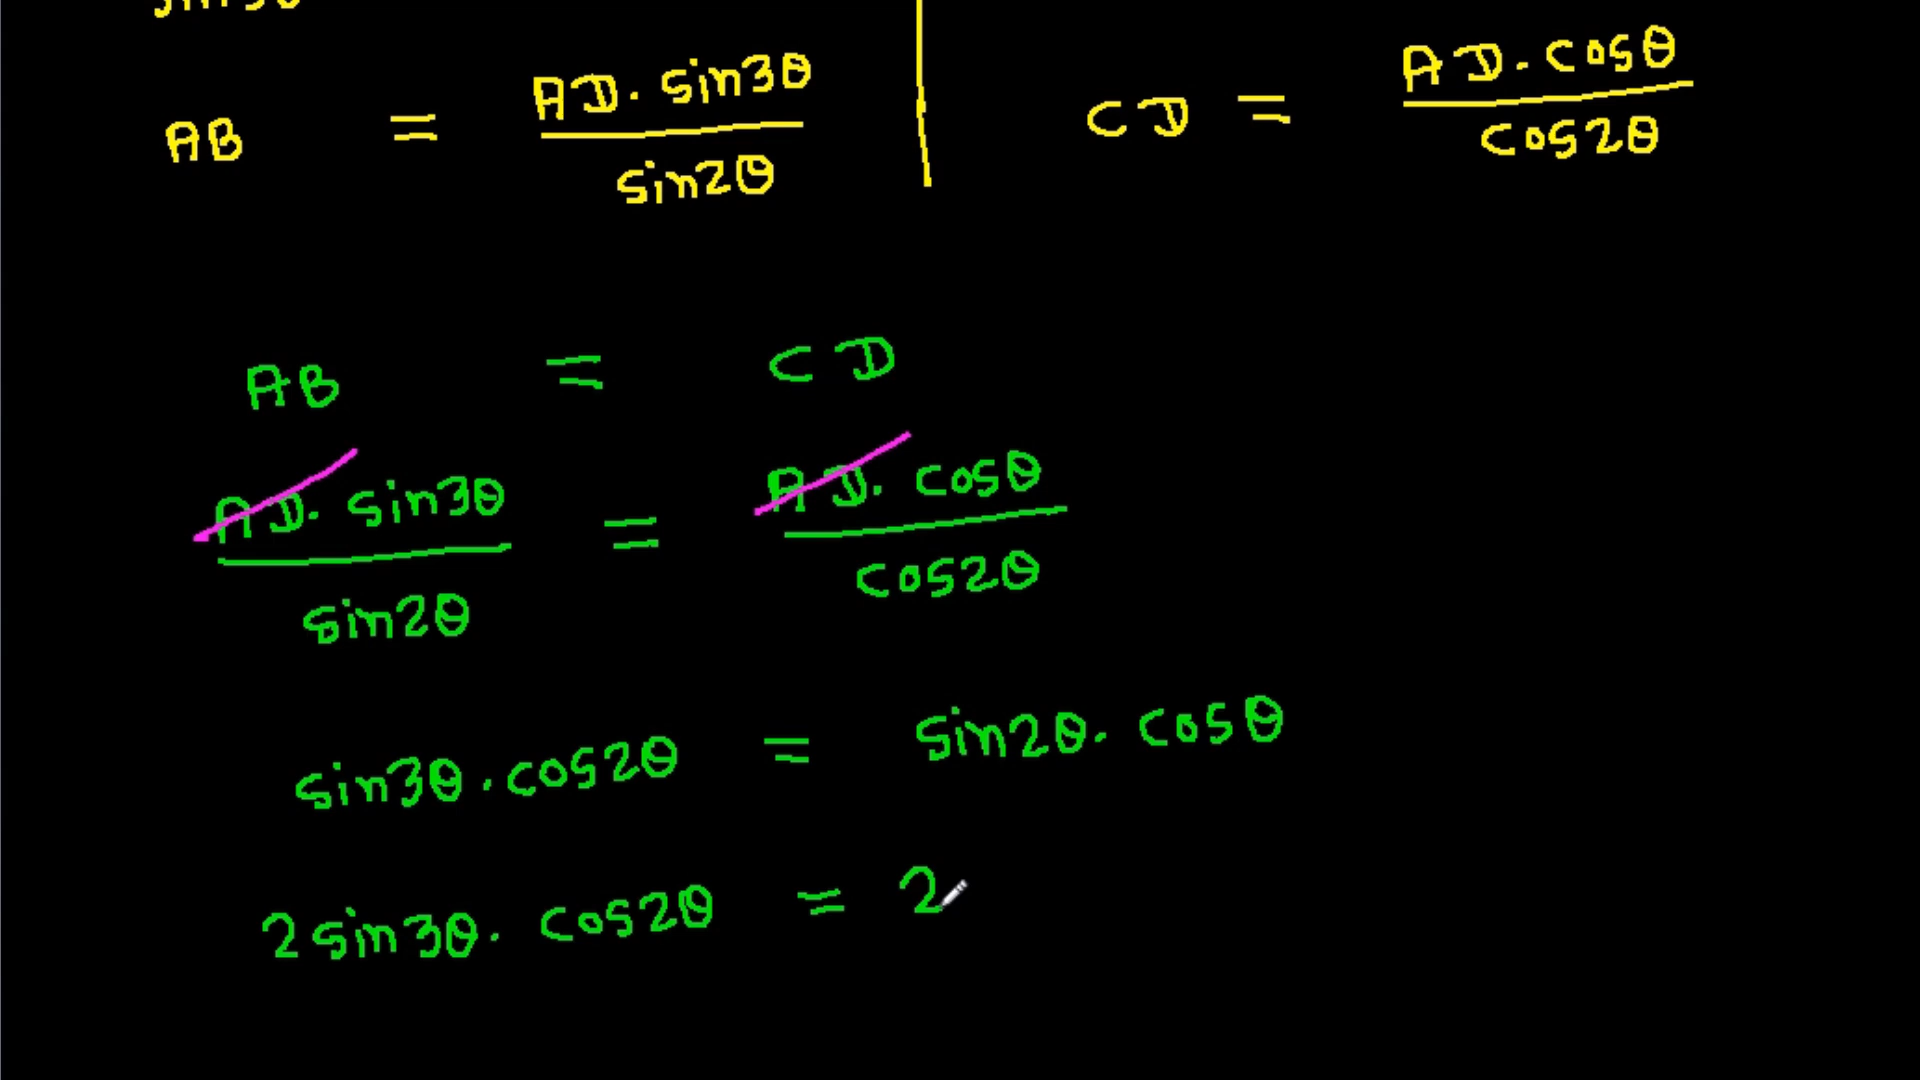 AB = AD. sin3θ / sin2θ
CD = AD. cosθ / cos2θ
AB = CD
AD. sin3θ / sin2θ = AD. cosθ / cos2θ
sin3θ . cos2θ = sin2θ. cosθ
2 sin3θ. cos2θ = 2